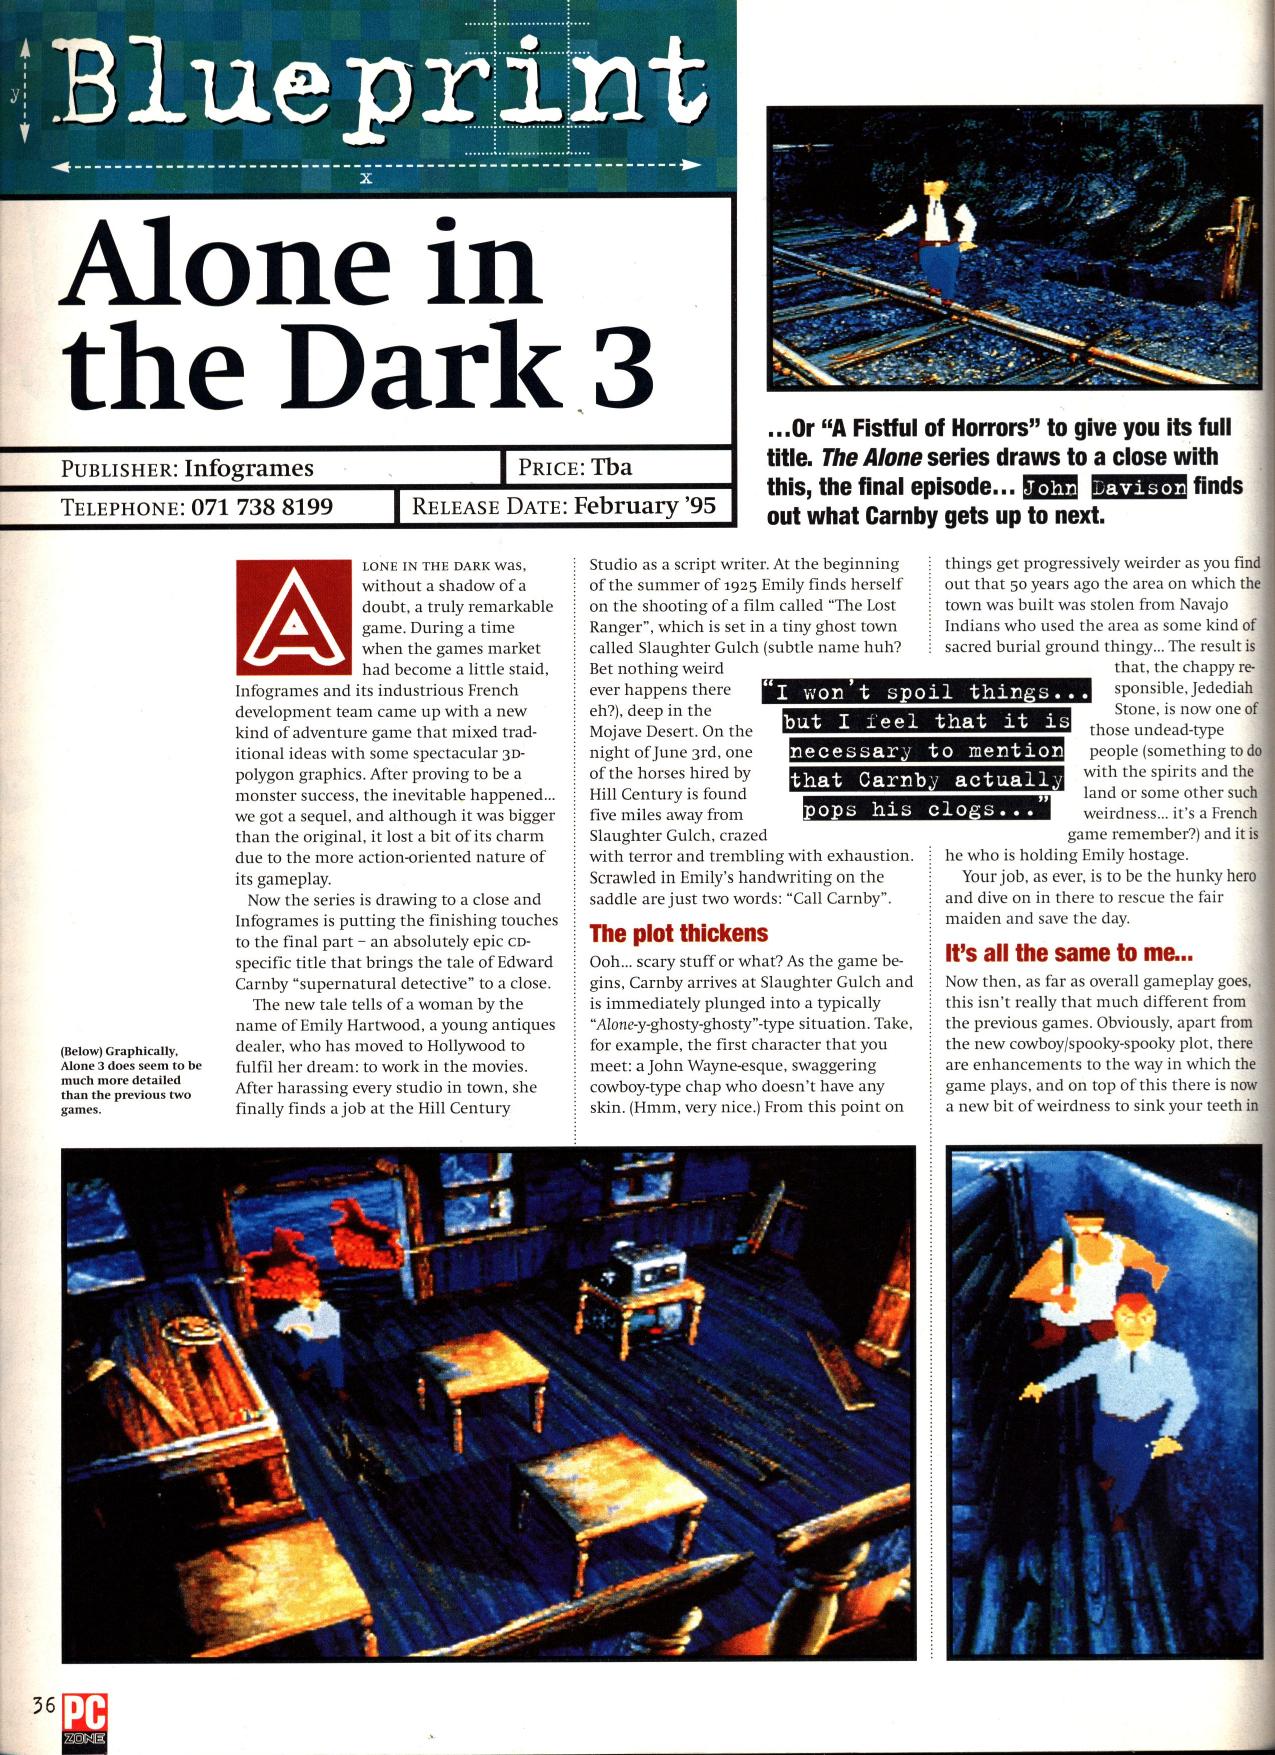 Blueprint
y
x
Alone in
the Dark 3
PUBLISHER: Infogrames
PRICE: Tba
TELEPHONE: 071 738 8199
RELEASE DATE: February '95
...Or “A Fistful of Horrors” to give you its full
title. The Alone series draws to a close with
this, the final episode... John Davison finds
out what Carnby gets up to next.
ALONE IN THE DARK was,
without a shadow of a
doubt, a truly remarkable
game. During a time
when the games market
had become a little staid,
Infogrames and its industrious French
development team came up with a new
kind of adventure game that mixed trad-
itional ideas with some spectacular 3D-
polygon graphics. After proving to be a
monster success, the inevitable happened...
we got a sequel, and although it was bigger
than the original, it lost a bit of its charm
due to the more action-oriented nature of
its gameplay.
Now the series is drawing to a close and
Infogrames is putting the finishing touches
to the final part – an absolutely epic CD-
specific title that brings the tale of Edward
Carnby “supernatural detective” to a close.
The new tale tells of a woman by the
name of Emily Hartwood, a young antiques
dealer, who has moved to Hollywood to
fulfil her dream: to work in the movies.
After harassing every studio in town, she
finally finds a job at the Hill Century
Studio as a script writer. At the beginning
of the summer of 1925 Emily finds herself
on the shooting of a film called “The Lost
Ranger”, which is set in a tiny ghost town
called Slaughter Gulch (subtle name huh?
Bet nothing weird
ever happens there
eh?), deep in the
Mojave Desert. On the
night of June 3rd, one
of the horses hired by
Hill Century is found
five miles away from
Slaughter Gulch, crazed
with terror and trembling with exhaustion.
Scrawled in Emily's handwriting on the
saddle are just two words: “Call Carnby”.
The plot thickens
Ooh... scary stuff or what? As the game be-
gins, Carnby arrives at Slaughter Gulch and
is immediately plunged into a typically
“Alone-y-ghosty-ghosty”-type situation. Take,
for example, the first character that you
meet: a John Wayne-esque, swaggering
cowboy-type chap who doesn't have any
skin. (Hmm, very nice.) From this point on
things get progressively weirder as you find
out that 50 years ago the area on which the
town was built was stolen from Navajo
Indians who used the area as some kind of
sacred burial ground thingy... The result is
that, the chappy re-
sponsible, Jedediah
Stone, is now one of
those undead-type
people (something to do
with the spirits and the
land or some other such
weirdness... it's a French
game remember?) and it is
he who is holding Emily hostage.
Your job, as ever, is to be the hunky hero
and dive on in there to rescue the fair
maiden and save the day.
It's all the same to me...
Now then, as far as overall gameplay goes,
this isn't really that much different from
the previous games. Obviously, apart from
the new cowboy/spooky-spooky plot, there
are enhancements to the way in which the
game plays, and on top of this there is now
a new bit of weirdness to sink your teeth in
“I won't spoil things...
but I feel that it is
necessary to mention
that Carnby actually
pops his clogs...”
(Below) Graphically,
Alone 3 does seem to be
much more detailed
than the previous two
games.
36
PC
ZONE